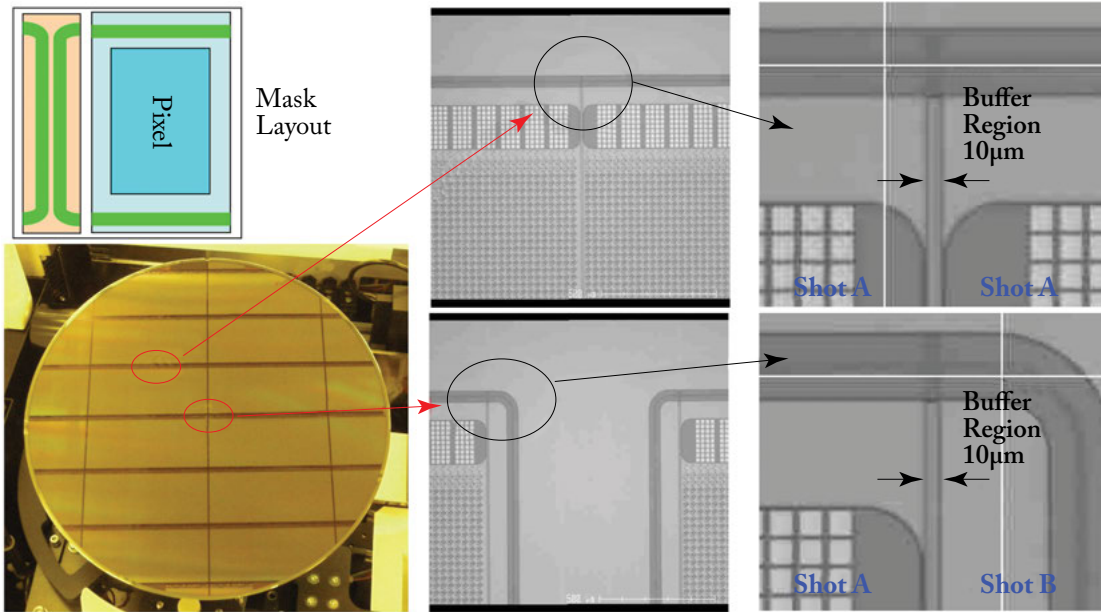 Pixel
Mask
Layout
Buffer
Region
10µm
Shot A
Shot A
Buffer
Region
10µm
Shot A
Shot B